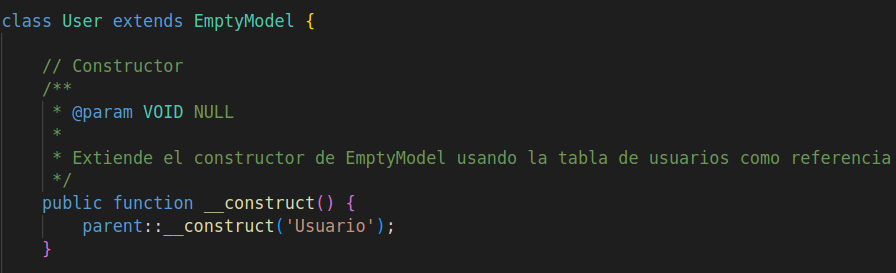 class User extends EmptyModel {
// Constructor
/**
* @param VOID NULL
*
* Extiende el constructor de EmptyModel usando la tabla de usuarios como referencia
*/
public function __construct() {
parent::__construct('Usuario');
}